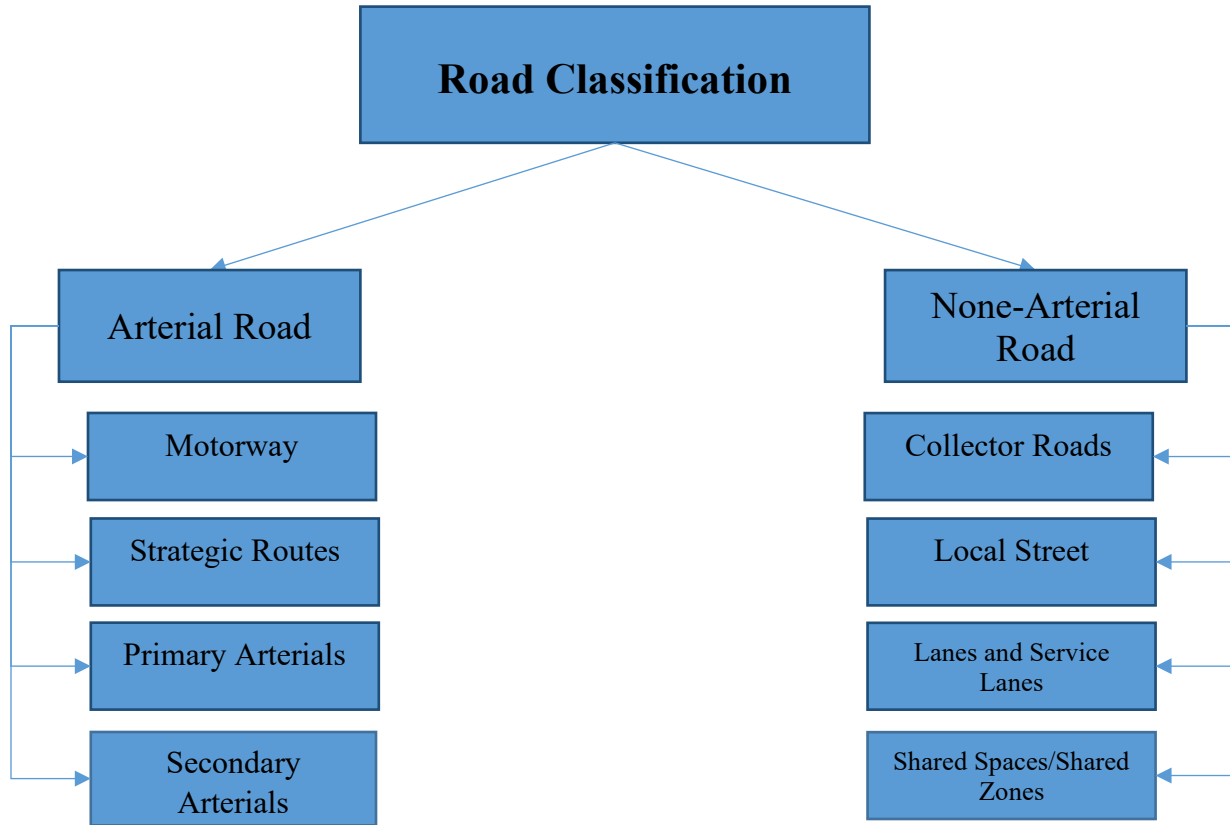 Road Classification
Arterial Road
None-Arterial
Road
Motorway
Strategic Routes
Primary Arterials
Secondary
Arterials
Collector Roads
Local Street
Lanes and Service
Lanes
Shared Spaces/Shared
Zones